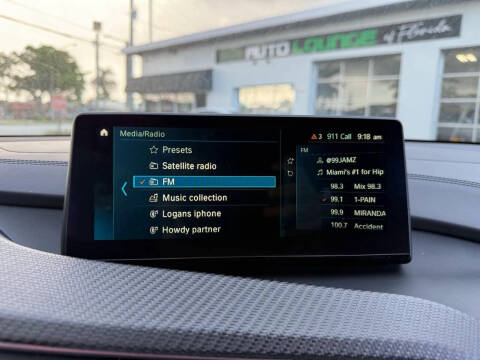 AUTO LOUNGE of Florida
Media/Radio
3 911 Call 9:18 am
Presets
Satellite radio
FM
Music collection
Logans iphone
Howdy partner
FM
@99JAMZ
Miami's #1 for Hip
98.3 Mix 98.3
99.1 1-PAIN
99.9 MIRANDA
100.7 Accident